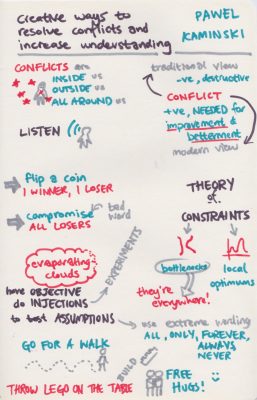 creative ways to
resolve conflicts and
increase understanding
PAWEL
KAMINSKI
CONFLICTS are
INSIDE us
OUTSIDE us
ALL AROUND us
LISTEN
traditional view
-ve, destructive
CONFLICT
+ve, NEEDED for
improvement &
betterment
modern view
flip a coin
1 WINNER, 1 LOSER
compromise
ALL LOSERS
bad
word
evaporating
clouds
have OBJECTIVE
do INJECTIONS
to test ASSUMPTIONS
EXPERIMENTS
THEORY
of
CONSTRAINTS
bottlenecks
local
optimums
they're
everywhere!
use extreme wording
ALL, ONLY, FOREVER,
ALWAYS
NEVER
GO FOR A WALK
THROW LEGO ON THE TABLE
BUILD
FREE
HUGS!